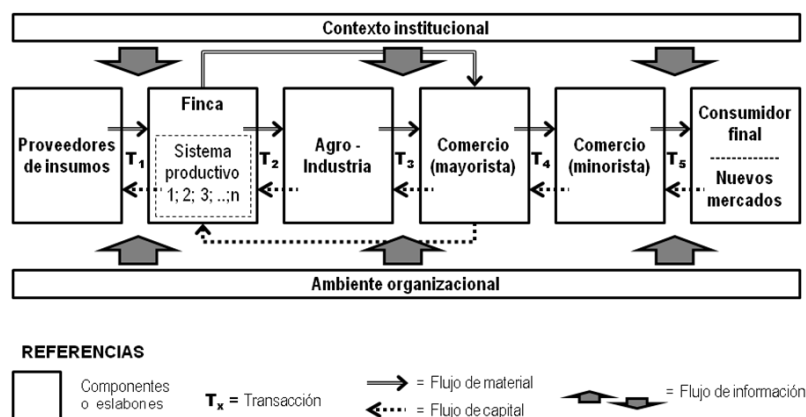 Contexto institucional
Proveedores
de insumos
T1
Finca
Sistema
productivo
1; 2; 3; ..;n
T2
Agro -
Industria
T3
Comercio
(mayorista)
T4
Comercio
(minorista)
T5
Consumidor
final
Nuevos
mercados
Ambiente organizacional
REFERENCIAS
Componentes
o eslabones
Tx = Transacción
= Flujo de material
= Flujo de capital
= Flujo de información